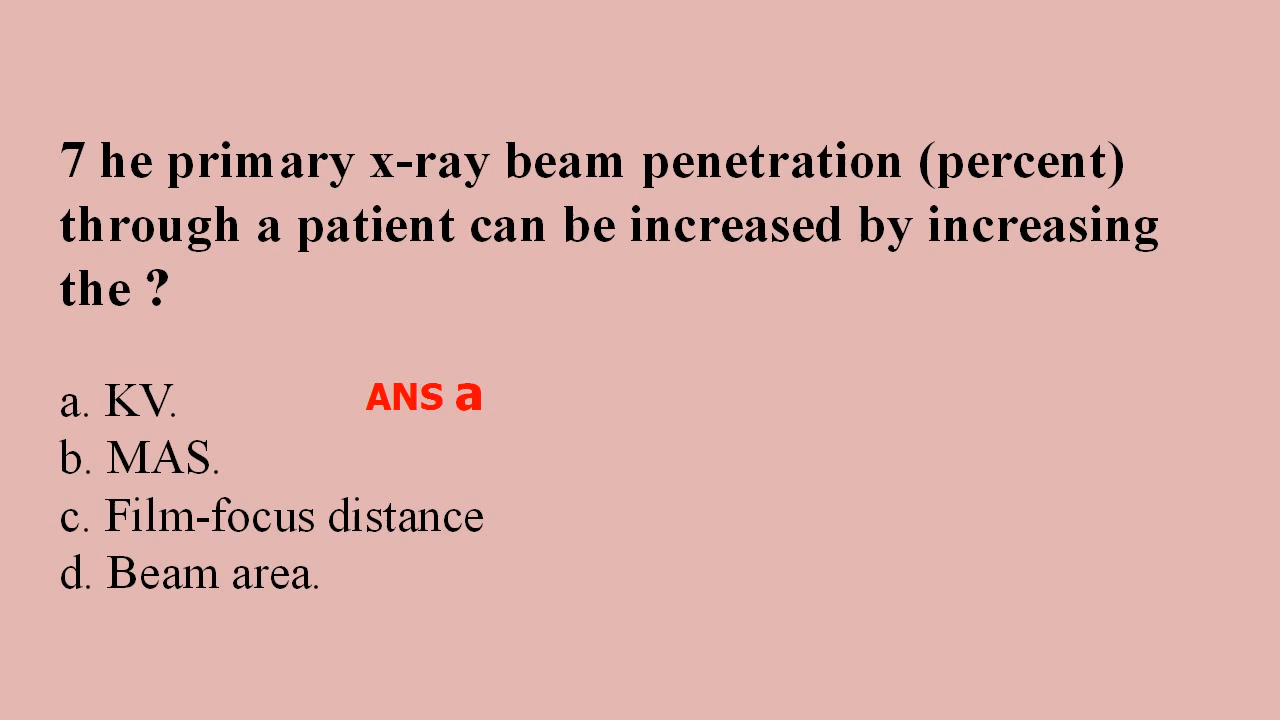 7 he primary x-ray beam penetration (percent)
through a patient can be increased by increasing
the ?
a. KV.
ANS a
b. MAS.
c. Film-focus distance
d. Beam area.